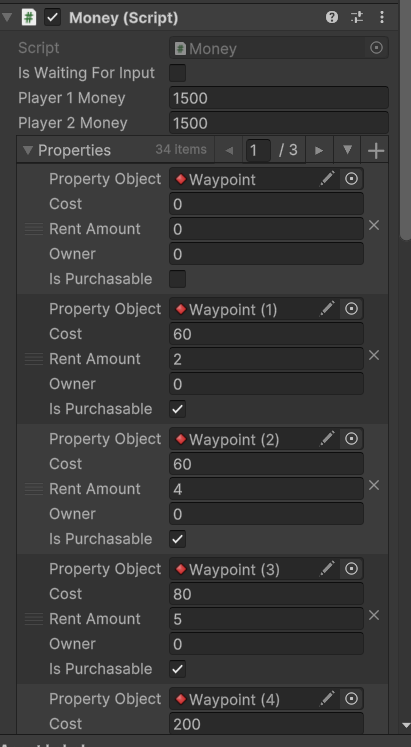 Money (Script)
Script Money
Is Waiting For Input
Player 1 Money 1500
Player 2 Money 1500
Properties 34 items 1 / 3
Property Object Waypoint
Cost 0
Rent Amount 0
Owner 0
Is Purchasable
Property Object Waypoint (1)
Cost 60
Rent Amount 2
Owner 0
Is Purchasable
Property Object Waypoint (2)
Cost 60
Rent Amount 4
Owner 0
Is Purchasable
Property Object Waypoint (3)
Cost 80
Rent Amount 5
Owner 0
Is Purchasable
Property Object Waypoint (4)
Cost 200